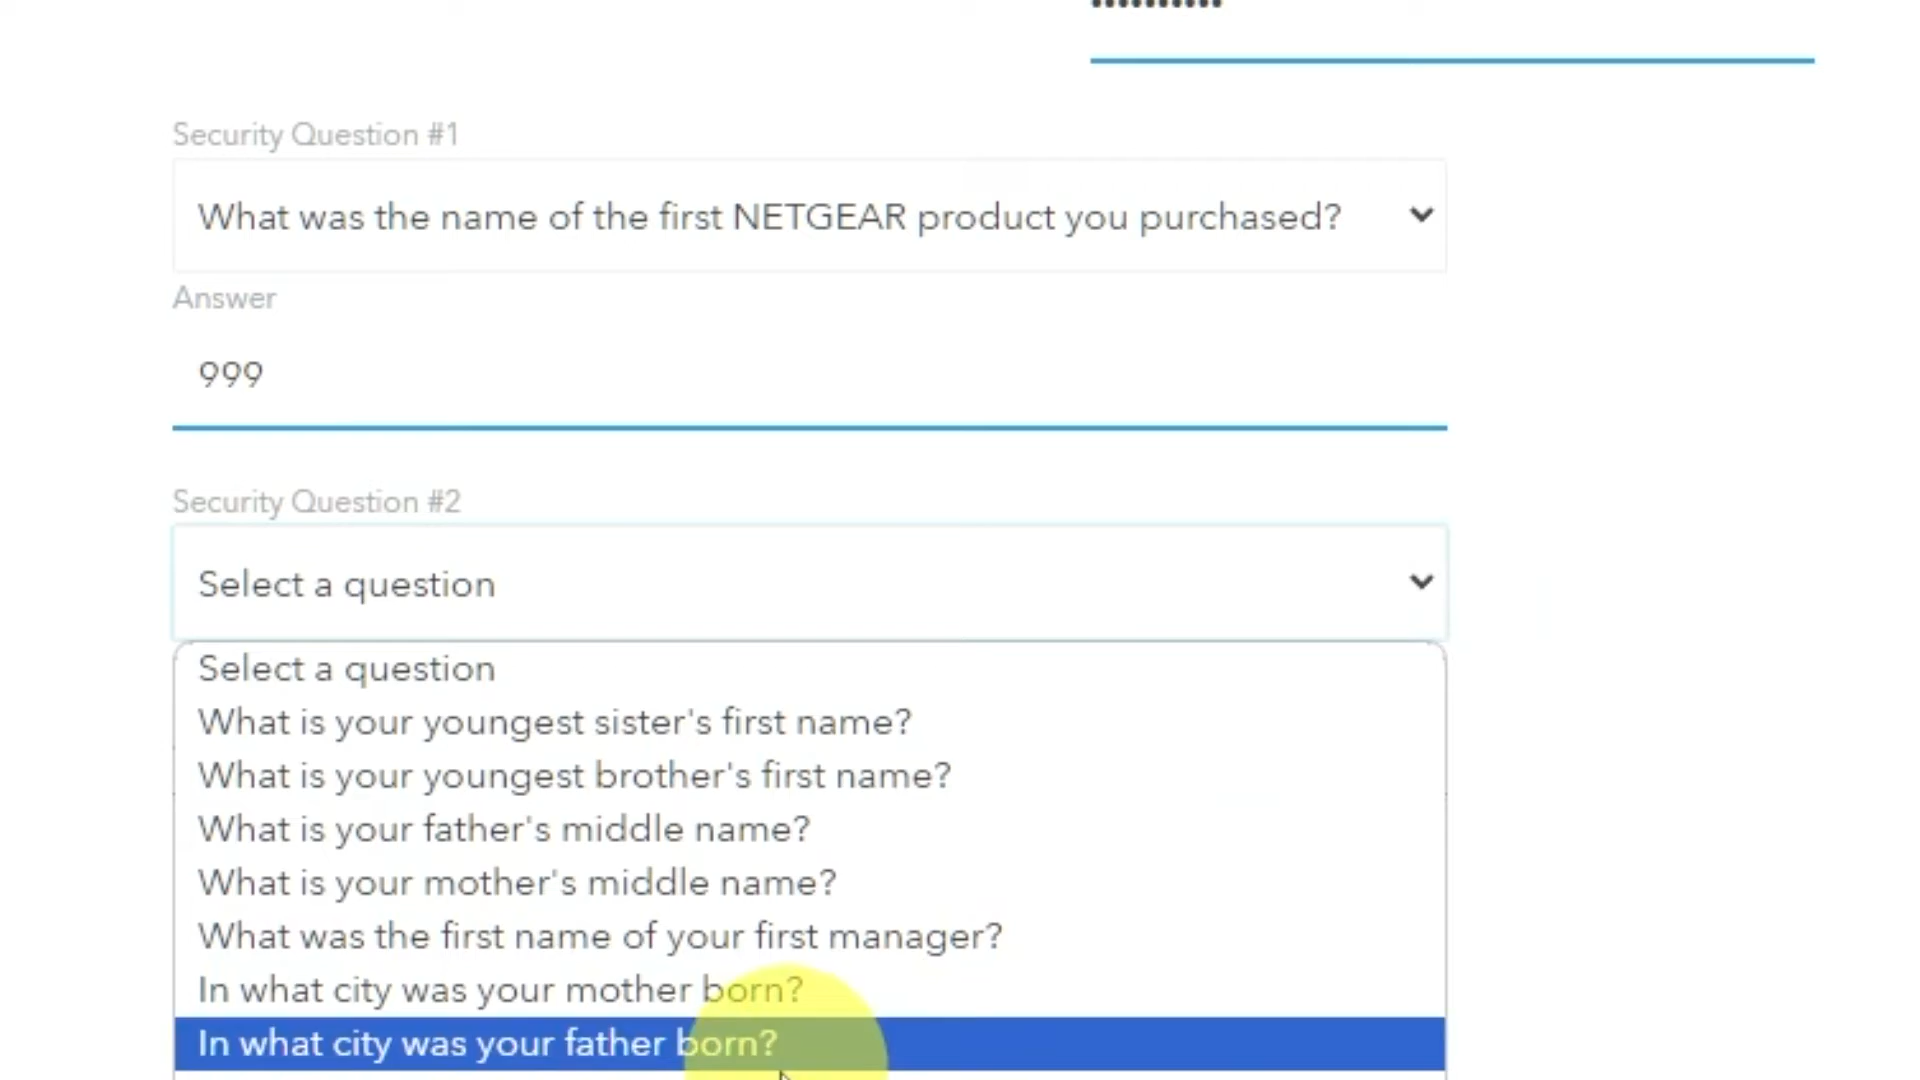 Security Question #1
What was the name of the first NETGEAR product you purchased?
Answer
999
Security Question #2
Select a question
Select a question
What is your youngest sister's first name?
What is your youngest brother's first name?
What is your father's middle name?
What is your mother's middle name?
What was the first name of your first manager?
In what city was your mother born?
In what city was your father born?